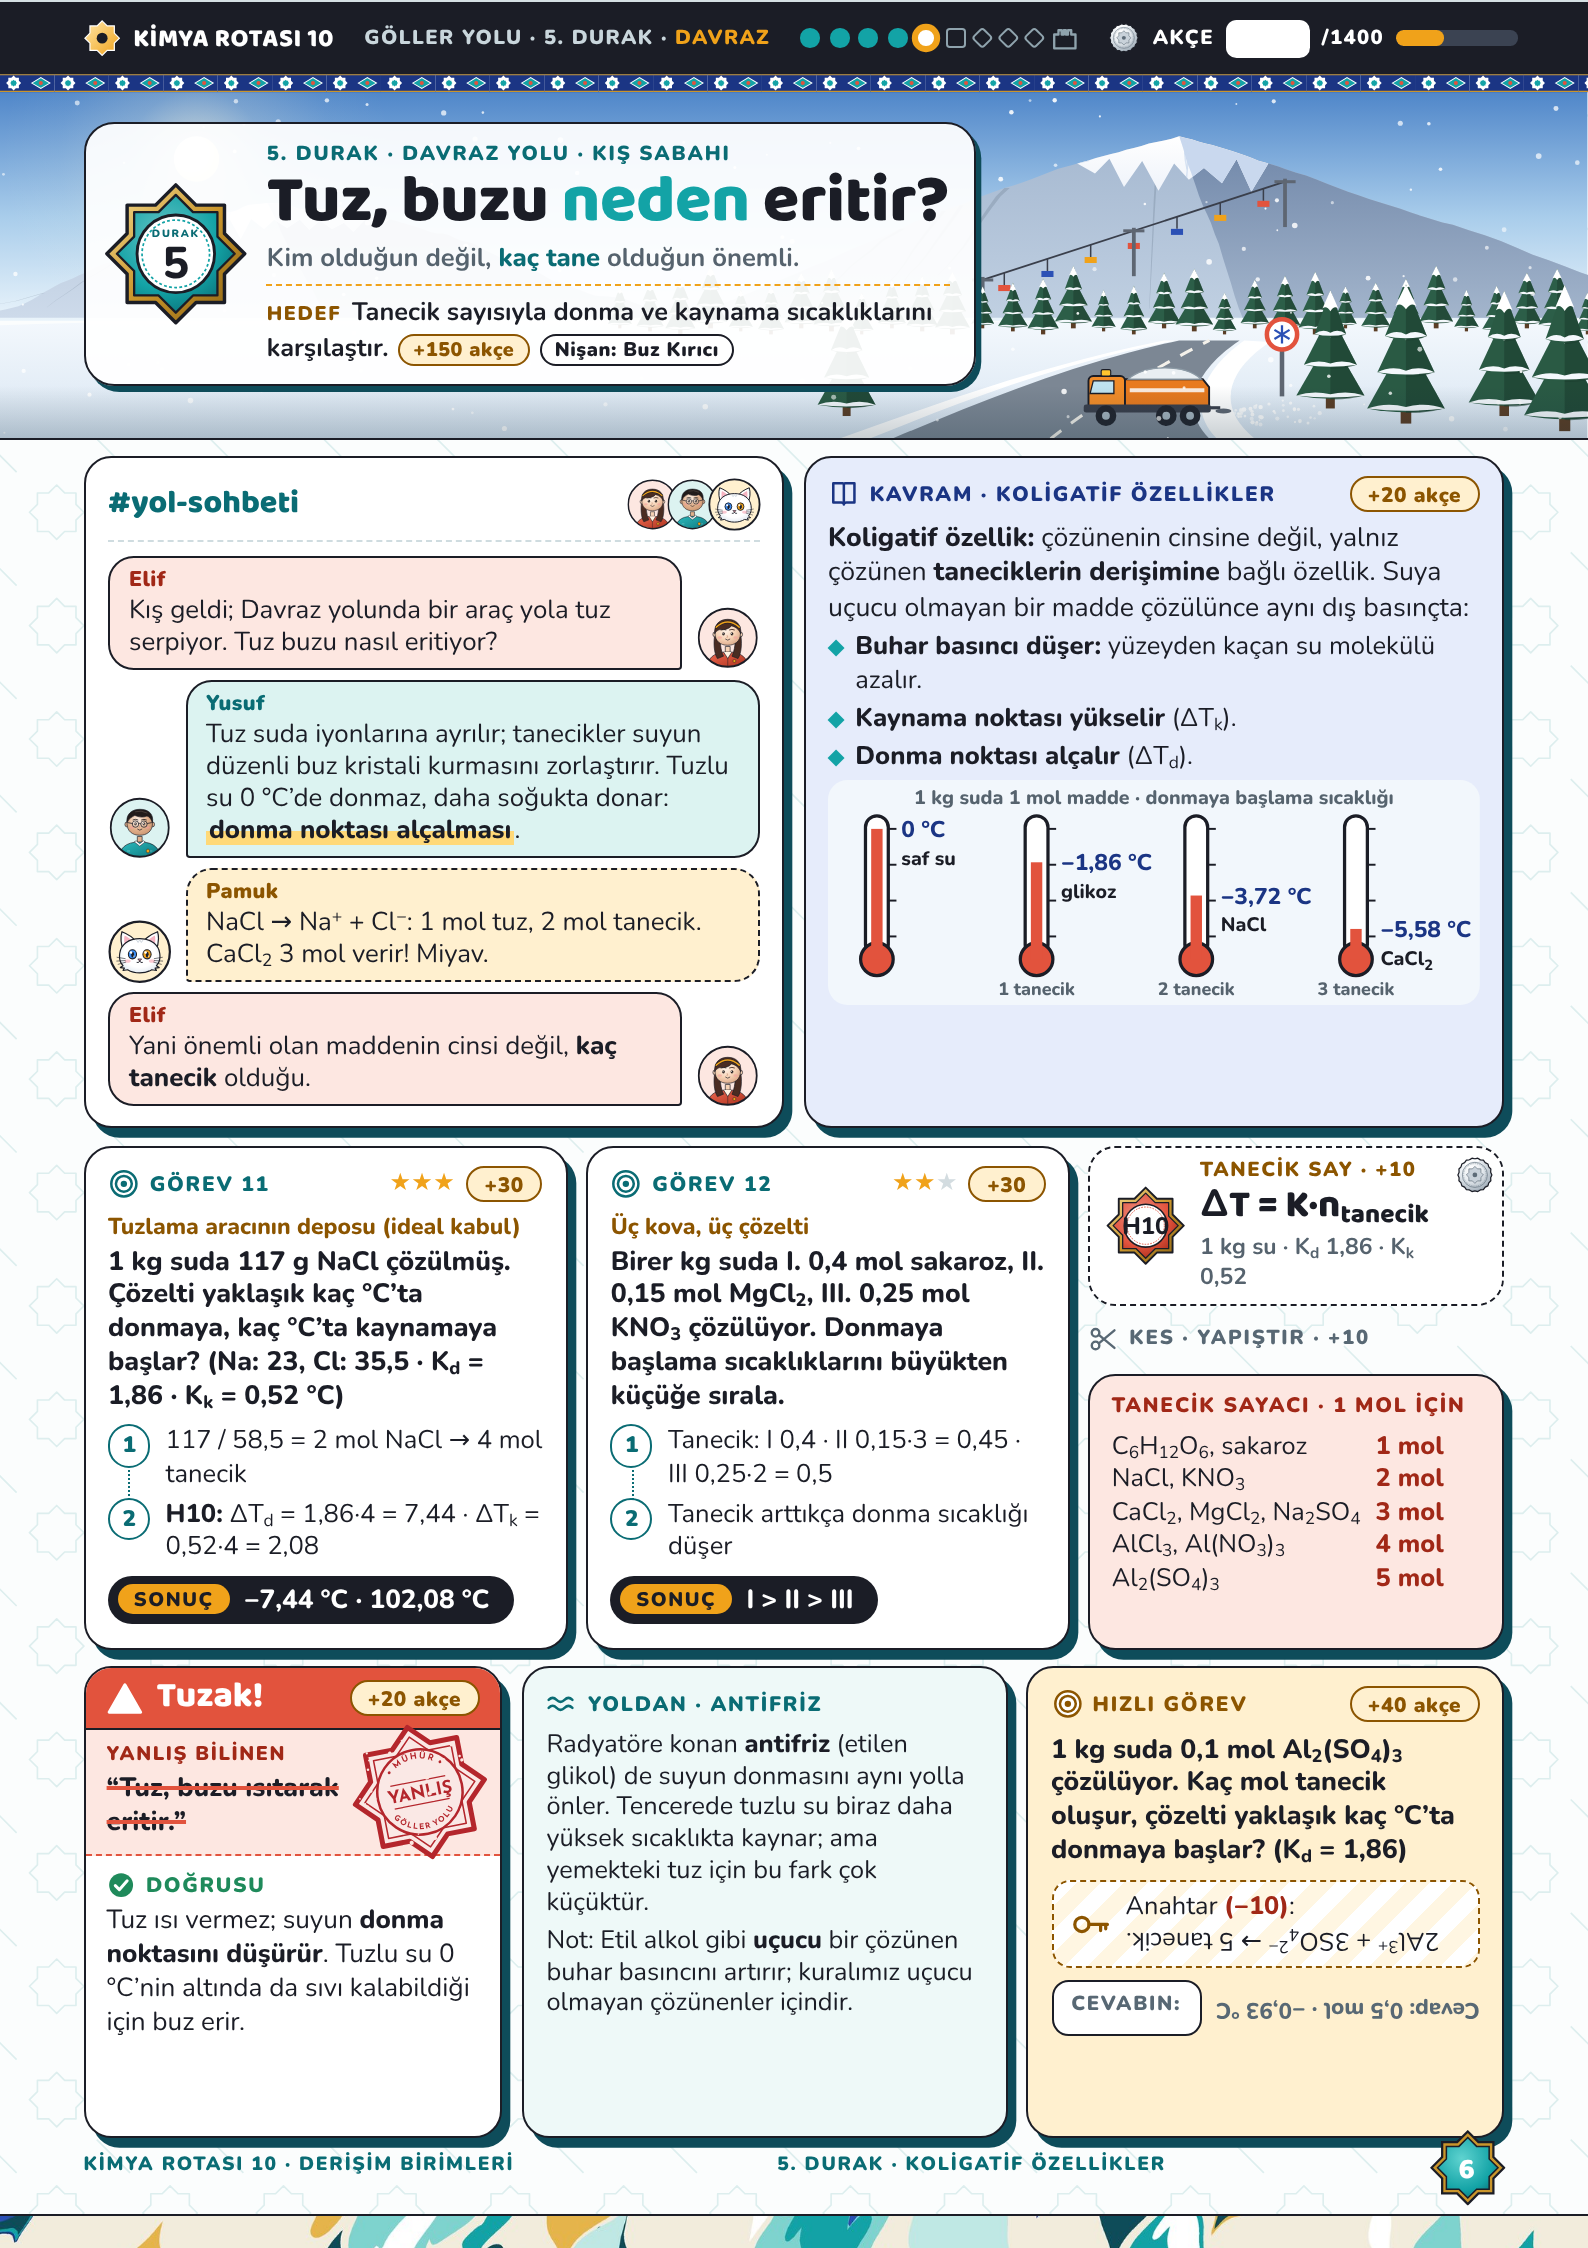 KİMYA ROTASI 10 GÖLLER YOLU · 5. DURAK · DAVRAZ AKÇE /1400
5. DURAK · DAVRAZ YOLU · KIŞ SABAHI
Tuz, buzu neden eritir?
DURAK
5
Kim olduğun değil, kaç tane olduğun önemli.
HEDEF Tanecik sayısıyla donma ve kaynama sıcaklıklarını
karşılaştır. +150 akçe Nişan: Buz Kırıcı
#yol-sohbeti
Elif
Kış geldi; Davraz yolunda bir araç yola tuz
serpiyor. Tuz buzu nasıl eritiyor?
Yusuf
Tuz suda iyonlarına ayrılır; tanecikler suyun
düzenli buz kristali kurmasını zorlaştırır. Tuzlu
su 0 °C’de donmaz, daha soğukta donar:
donma noktası alçalması.
Pamuk
NaCl → Na⁺ + Cl⁻: 1 mol tuz, 2 mol tanecik.
CaCl₂ 3 mol verir! Miyav.
Elif
Yani önemli olan maddenin cinsi değil, kaç
tanecik olduğu.
KAVRAM · KOLİGATİF ÖZELLİKLER +20 akçe
Koligatif özellik: çözünenin cinsine değil, yalnız
çözünen taneciklerin derişimine bağlı özellik. Suya
uçucu olmayan bir madde çözülünce aynı dış basınçta:
Buhar basıncı düşer: yüzeyden kaçan su molekülü
azalır.
Kaynama noktası yükselir (ΔTₖ).
Donma noktası alçalır (ΔT_d).
1 kg suda 1 mol madde · donmaya başlama sıcaklığı
0 °C
saf su
−1,86 °C
glikoz
1 tanecik
−3,72 °C
NaCl
2 tanecik
−5,58 °C
CaCl₂
3 tanecik
GÖREV 11 ★★★ +30
Tuzlama aracının deposu (ideal kabul)
1 kg suda 117 g NaCl çözülmüş.
Çözelti yaklaşık kaç °C’ta
donmaya, kaç °C’ta kaynamaya
başlar? (Na: 23, Cl: 35,5 · K_d =
1,86 · Kₖ = 0,52 °C)
1 117 / 58,5 = 2 mol NaCl → 4 mol
tanecik
2 H10: ΔT_d = 1,86·4 = 7,44 · ΔTₖ =
0,52·4 = 2,08
SONUÇ −7,44 °C · 102,08 °C
GÖREV 12 ★★★ +30
Üç kova, üç çözelti
Birer kg suda I. 0,4 mol sakaroz, II.
0,15 mol MgCl₂, III. 0,25 mol
KNO₃ çözülüyor. Donmaya
başlama sıcaklıklarını büyükten
küçüğe sırala.
1 Tanecik: I 0,4 · II 0,15·3 = 0,45 ·
III 0,25·2 = 0,5
2 Tanecik arttıkça donma sıcaklığı
düşer
SONUÇ I > II > III
TANECİK SAY · +10
H10
ΔT = K·n_tanecik
1 kg su · K_d 1,86 · Kₖ
0,52
KES · YAPIŞTIR · +10
TANECİK SAYACI · 1 MOL İÇİN
C₆H₁₂O₆, sakaroz 1 mol
NaCl, KNO₃ 2 mol
CaCl₂, MgCl₂, Na₂SO₄ 3 mol
AlCl₃, Al(NO₃)₃ 4 mol
Al₂(SO₄)₃ 5 mol
Tuzak! +20 akçe
YANLIŞ BİLİNEN
“Tuz, buzu ısıtarak
eritir.”
• MÜHÜR •
YANLIŞ
GÖLLER YOLU
DOĞRUSU
Tuz ısı vermez; suyun donma
noktasını düşürür. Tuzlu su 0
°C’nin altında da sıvı kalabildiği
için buz erir.
YOLDAN · ANTİFRİZ
Radyatöre konan antifriz (etilen
glikol) de suyun donmasını aynı yolla
önler. Tencerede tuzlu su biraz daha
yüksek sıcaklıkta kaynar; ama
yemekteki tuz için bu fark çok
küçüktür.
Not: Etil alkol gibi uçucu bir çözünen
buhar basıncını artırır; kuralımız uçucu
olmayan çözünenler içindir.
HIZLI GÖREV +40 akçe
1 kg suda 0,1 mol Al₂(SO₄)₃
çözülüyor. Kaç mol tanecik
oluşur, çözelti yaklaşık kaç °C’ta
donmaya başlar? (K_d = 1,86)
Anahtar (−10):
2Al³⁺ + 3SO₄²⁻ → 5 tanecik.
CEVABIN:
Cevap: 0,5 mol · −0,93 °C
KİMYA ROTASI 10 · DERİŞİM BİRİMLERİ 5. DURAK · KOLİGATİF ÖZELLİKLER 6